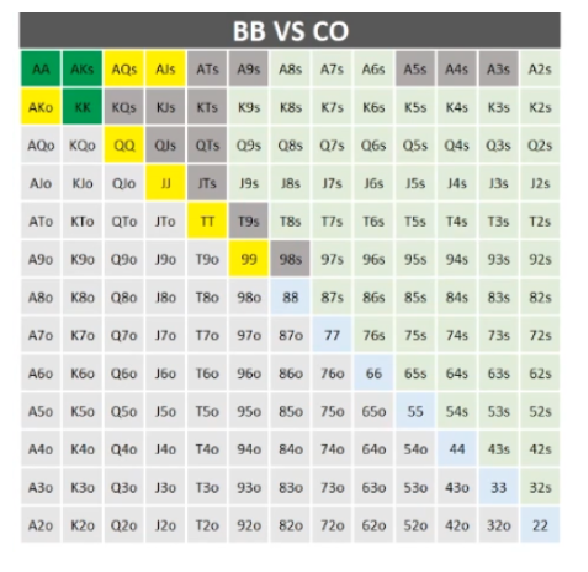 BB VS CO
AA AKs AQs AJs ATs A9s A8s A7s A6s A5s A4s A3s A2s
AKo KK KQs KJs KTs K9s K8s K7s K6s K5s K4s K3s K2s
AQo KQo QQ QJs QTs Q9s Q8s Q7s Q6s Q5s Q4s Q3s Q2s
AJo KJo QJo JJ JTs J9s J8s J7s J6s J5s J4s J3s J2s
ATo KTo QTo JTo TT T9s T8s T7s T6s T5s T4s T3s T2s
A9o K9o Q9o J9o T9o 99 98s 97s 96s 95s 94s 93s 92s
A8o K8o Q8o J8o T8o 98o 88 87s 86s 85s 84s 83s 82s
A7o K7o Q7o J7o T7o 97o 87o 77 76s 75s 74s 73s 72s
A6o K6o Q6o J6o T6o 96o 86o 76o 66 65s 64s 63s 62s
A5o K5o Q5o J5o T5o 95o 85o 75o 65o 55 54s 53s 52s
A4o K4o Q4o J4o T4o 94o 84o 74o 64o 54o 44 43s 42s
A3o K3o Q3o J3o T3o 93o 83o 73o 63o 53o 43o 33 32s
A2o K2o Q2o J2o T2o 92o 82o 72o 62o 52o 42o 32o 22